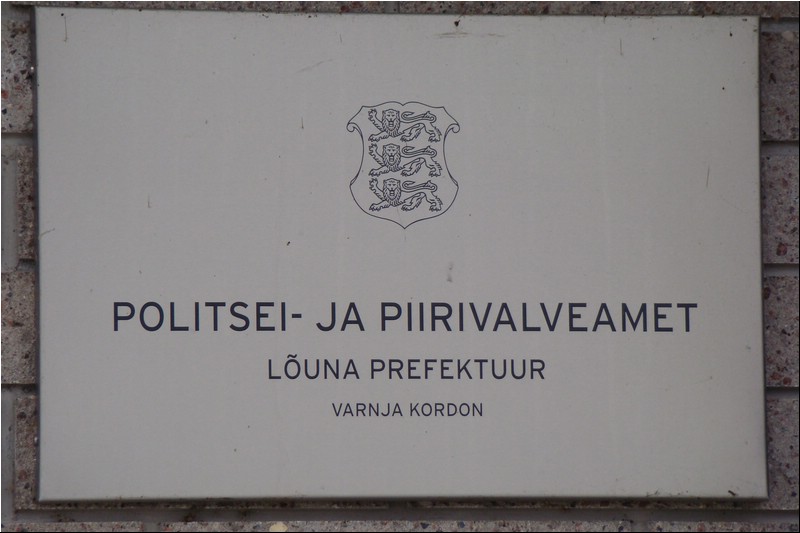 POLITSEI- JA PIIRIVALVEAMET
LÕUNA PREFEKTUUR
VARNJA KORDON